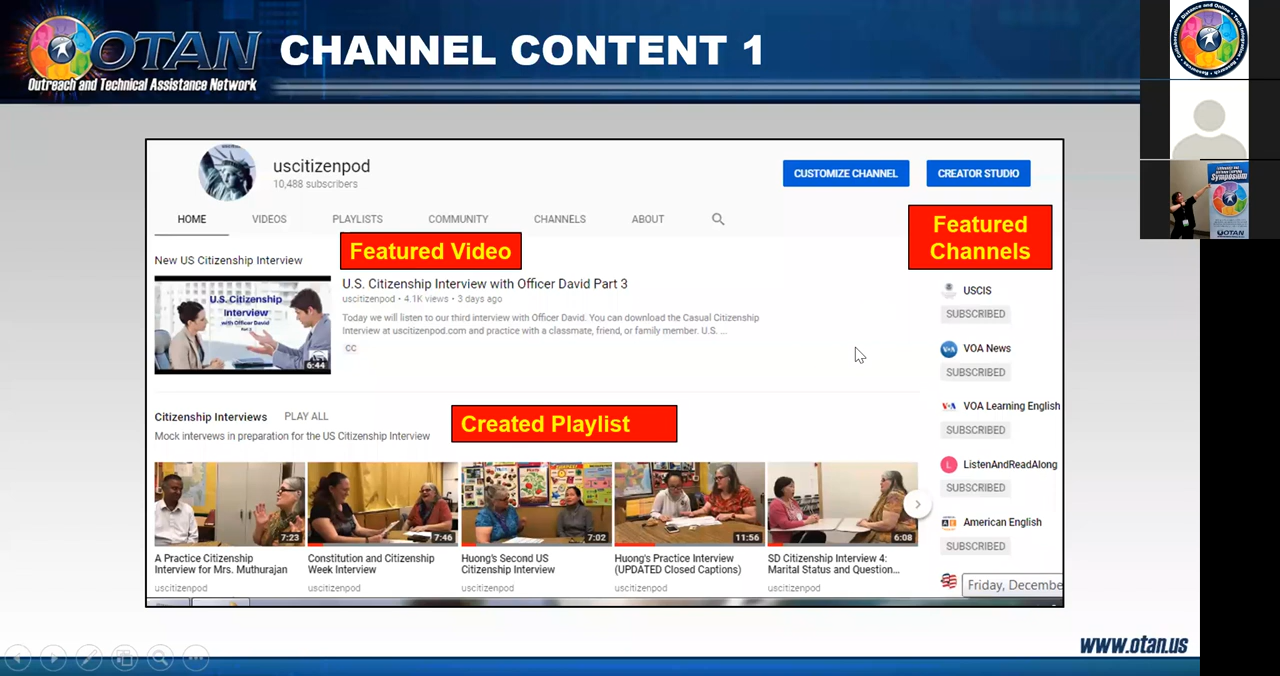 OTAN
Outreach and Technical Assistance Network
CHANNEL CONTENT 1
uscitizenpod
10,488 subscribers
CUSTOMIZE CHANNEL
CREATOR STUDIO
HOME
VIDEOS
PLAYLISTS
COMMUNITY
CHANNELS
ABOUT
Featured Video
Featured
Channels
New US Citizenship Interview
U.S. Citizenship
Interview
with Officer David
6:44
U.S. Citizenship Interview with Officer David Part 3
uscitizenpod • 4.1K views • 3 days ago
Today we will listen to our third interview with Officer David. You can download the Casual Citizenship
Interview at uscitizenpod.com and practice with a classmate, friend, or family member. U.S. ...
CC
USCIS
SUBSCRIBED
VOA News
SUBSCRIBED
VOA Learning English
SUBSCRIBED
ListenAndReadAlong
SUBSCRIBED
American English
SUBSCRIBED
Friday, Decembe
Citizenship Interviews
PLAY ALL
Created Playlist
Mock intervews in preparation for the US Citizenship Interview
7:23
7:46
7:02
11:56
6:08
A Practice Citizenship
Interview for Mrs. Muthurajan
uscitizenpod
Constitution and Citizenship
Week Interview
uscitizenpod
Huong's Second US
Citizenship Interview
uscitizenpod
Huong's Practice Interview
(UPDATED Closed Captions)
uscitizenpod
SD Citizenship Interview 4:
Marital Status and Question...
uscitizenpod
www.otan.us
Symposium
OTAN